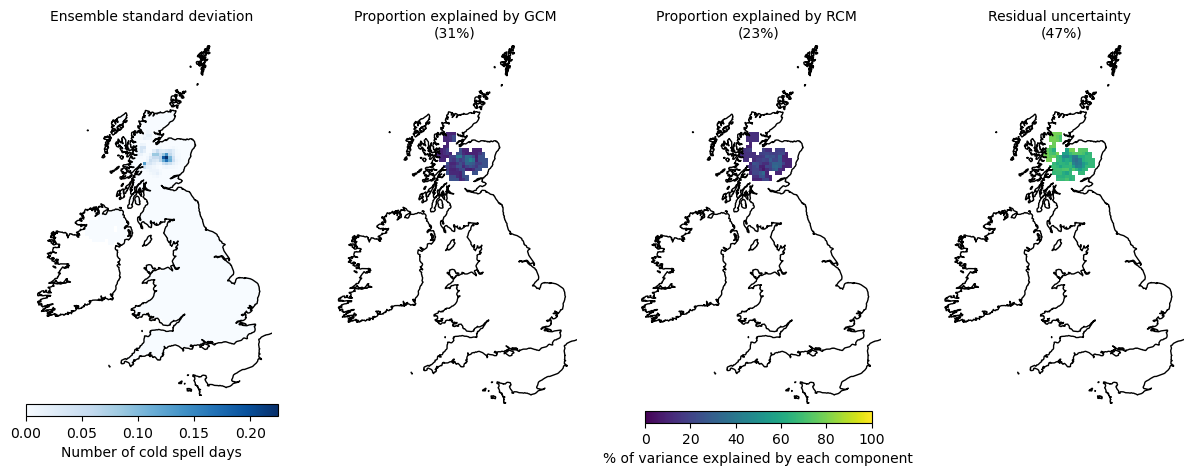 Ensemble standard deviation
Proportion explained by GCM
(31%)
Proportion explained by RCM
(23%)
Residual uncertainty
(47%)
0.00 0.05 0.10 0.15 0.20
Number of cold spell days
0 20 40 60 80 100
% of variance explained by each component